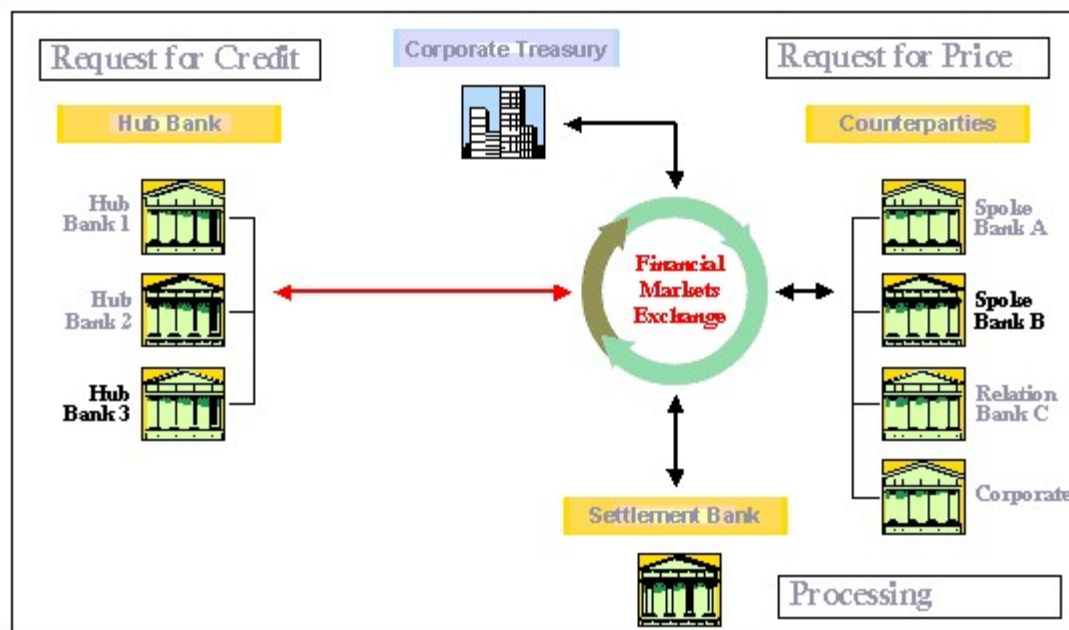 Request for Credit
Corporate Treasury
Request for Price
Hub Bank
Counterparties
Hub
Bank 1
Hub
Bank 2
Hub
Bank 3
Financial
Markets
Exchange
Spoke
Bank A
Spoke
Bank B
Relation
Bank C
Corporate
Settlement Bank
Processing